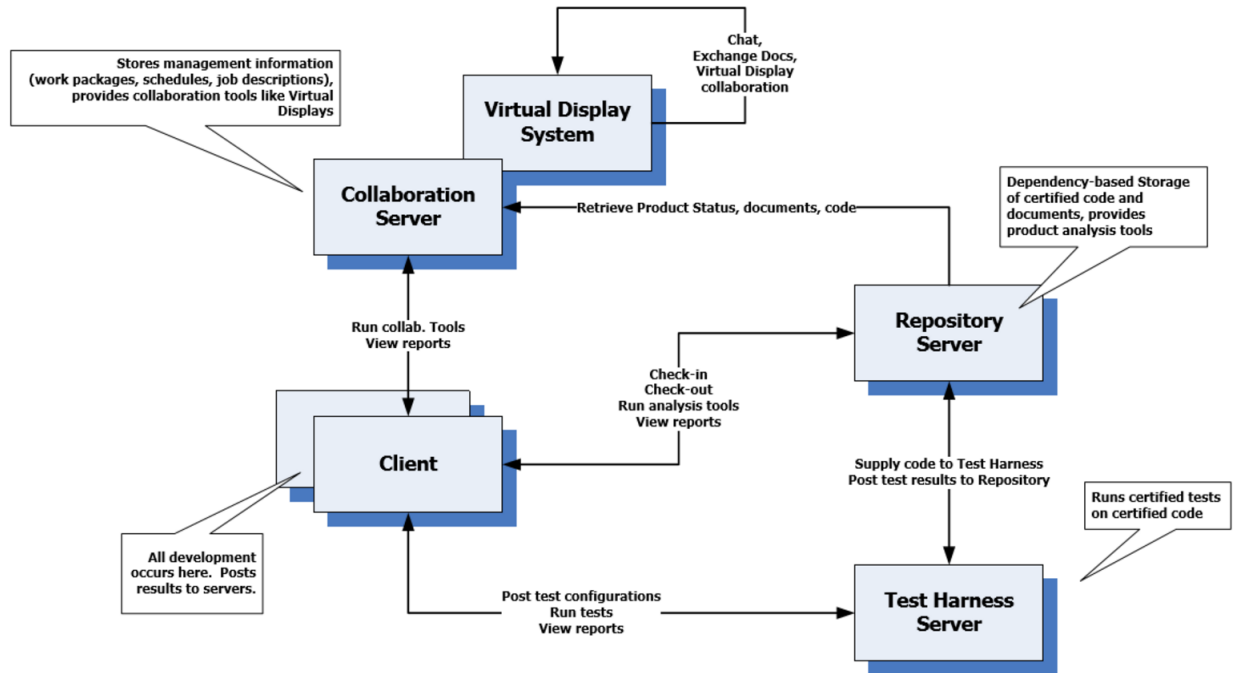 Chat,
Exchange Docs,
Virtual Display
collaboration
Stores management information
(work packages, schedules, job descriptions),
provides collaboration tools like Virtual
Displays
Virtual Display
System
Collaboration
Server
Retrieve Product Status, documents, code
Dependency-based Storage
of certified code and
documents, provides
product analysis tools
Repository
Server
Run collab. Tools
View reports
Check-in
Check-out
Run analysis tools
View reports
Client
Supply code to Test Harness
Post test results to Repository
Runs certified tests
on certified code
All development
occurs here.  Posts
results to servers.
Post test configurations
Run tests
View reports
Test Harness
Server